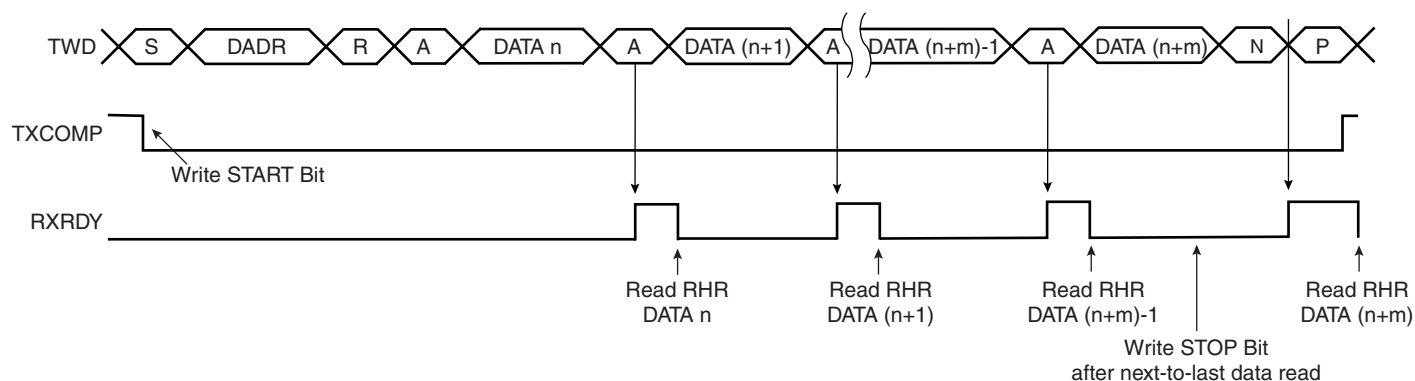 TWD S DADR R A DATA n A DATA (n+1) A DATA (n+m)-1 A DATA (n+m) N P
TXCOMP
Write START Bit
RXRDY
Read RHR Read RHR Read RHR Read RHR
DATA n DATA (n+1) DATA (n+m)-1 DATA (n+m)
Write STOP Bit
after next-to-last data read